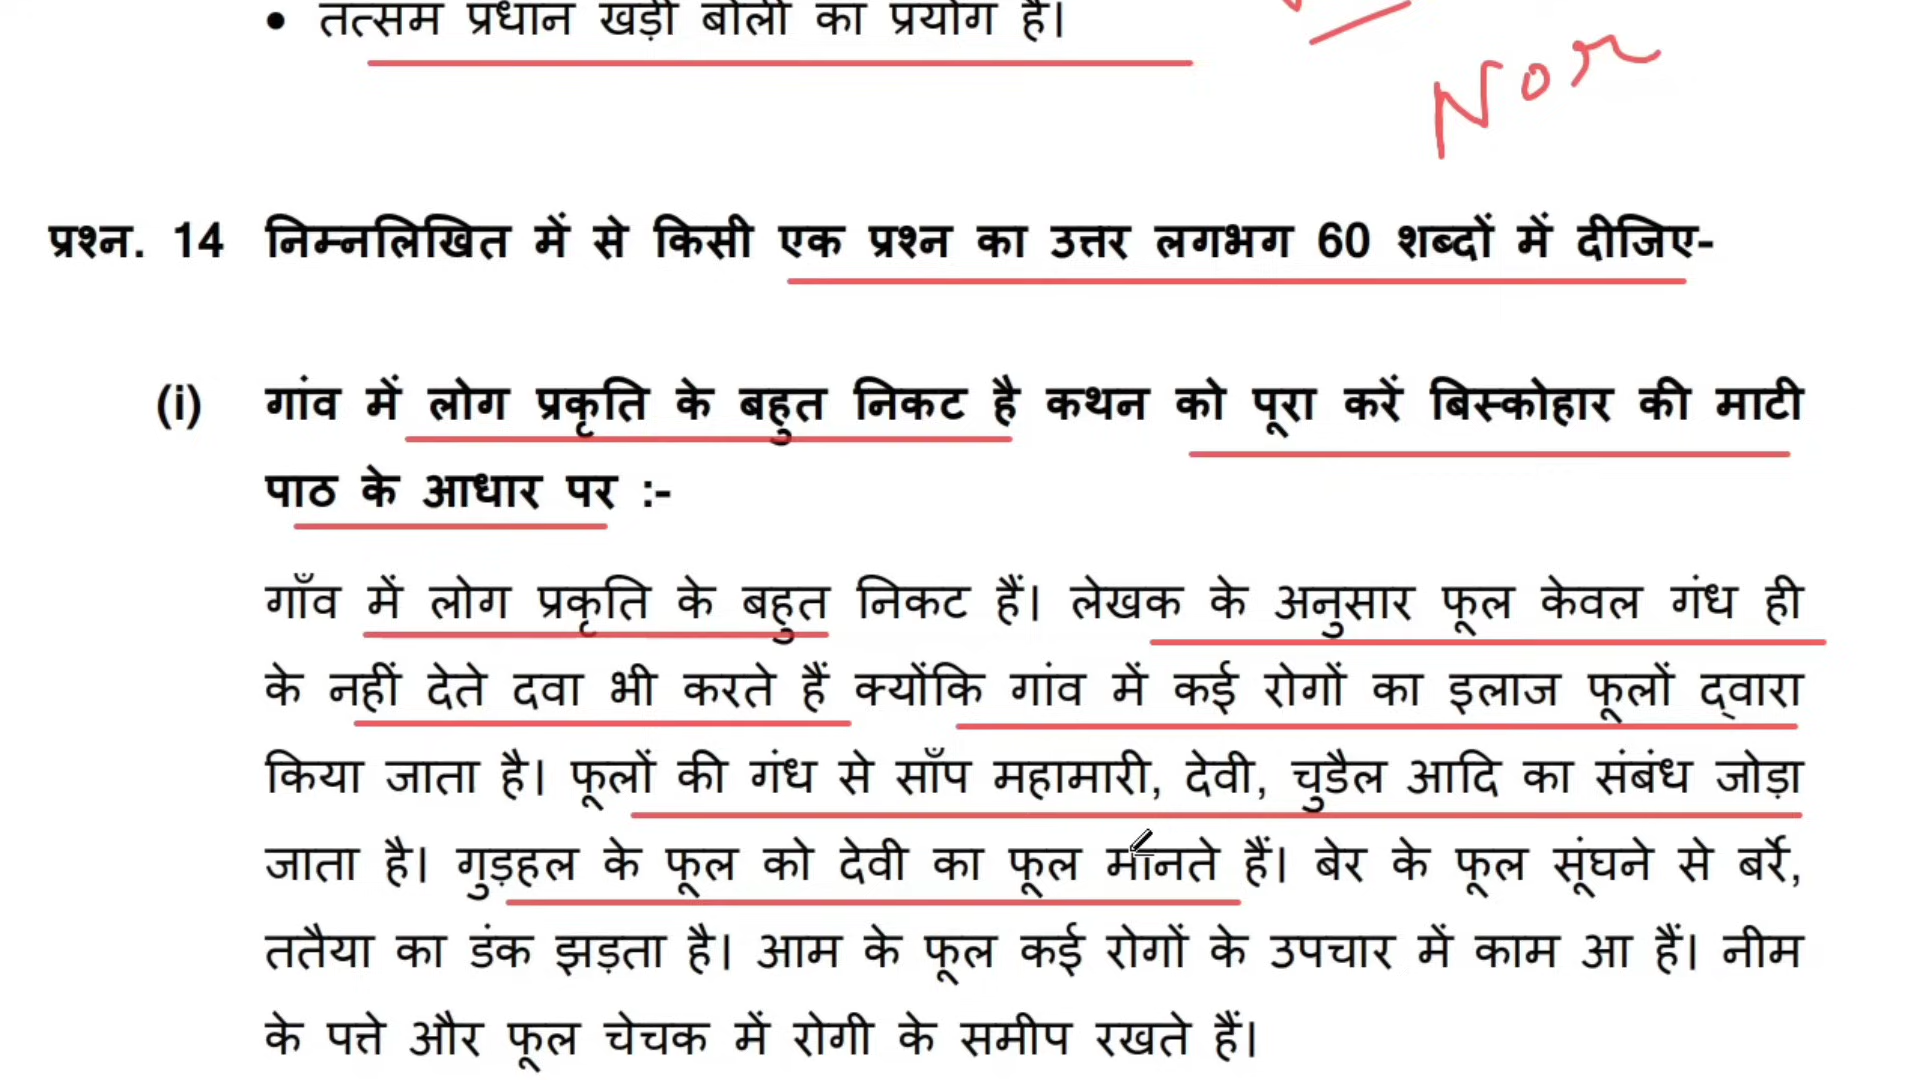 • तत्सम प्रधान खड़ी बोली का प्रयोग है।
Nor
प्रश्न. 14 निम्नलिखित में से किसी एक प्रश्न का उत्तर लगभग 60 शब्दों में दीजिए-
(i) गांव में लोग प्रकृति के बहुत निकट है कथन को पूरा करें बिस्कोहार की माटी
पाठ के आधार पर :-
गाँव में लोग प्रकृति के बहुत निकट हैं। लेखक के अनुसार फूल केवल गंध ही
के नहीं देते दवा भी करते हैं क्योंकि गांव में कई रोगों का इलाज फूलों द्वारा
किया जाता है। फूलों की गंध से साँप महामारी, देवी, चुडैल आदि का संबंध जोड़ा
जाता है। गुड़हल के फूल को देवी का फूल मानते हैं। बेर के फूल सूंघने से बर्रे,
ततैया का डंक झड़ता है। आम के फूल कई रोगों के उपचार में काम आ हैं। नीम
के पत्ते और फूल चेचक में रोगी के समीप रखते हैं।